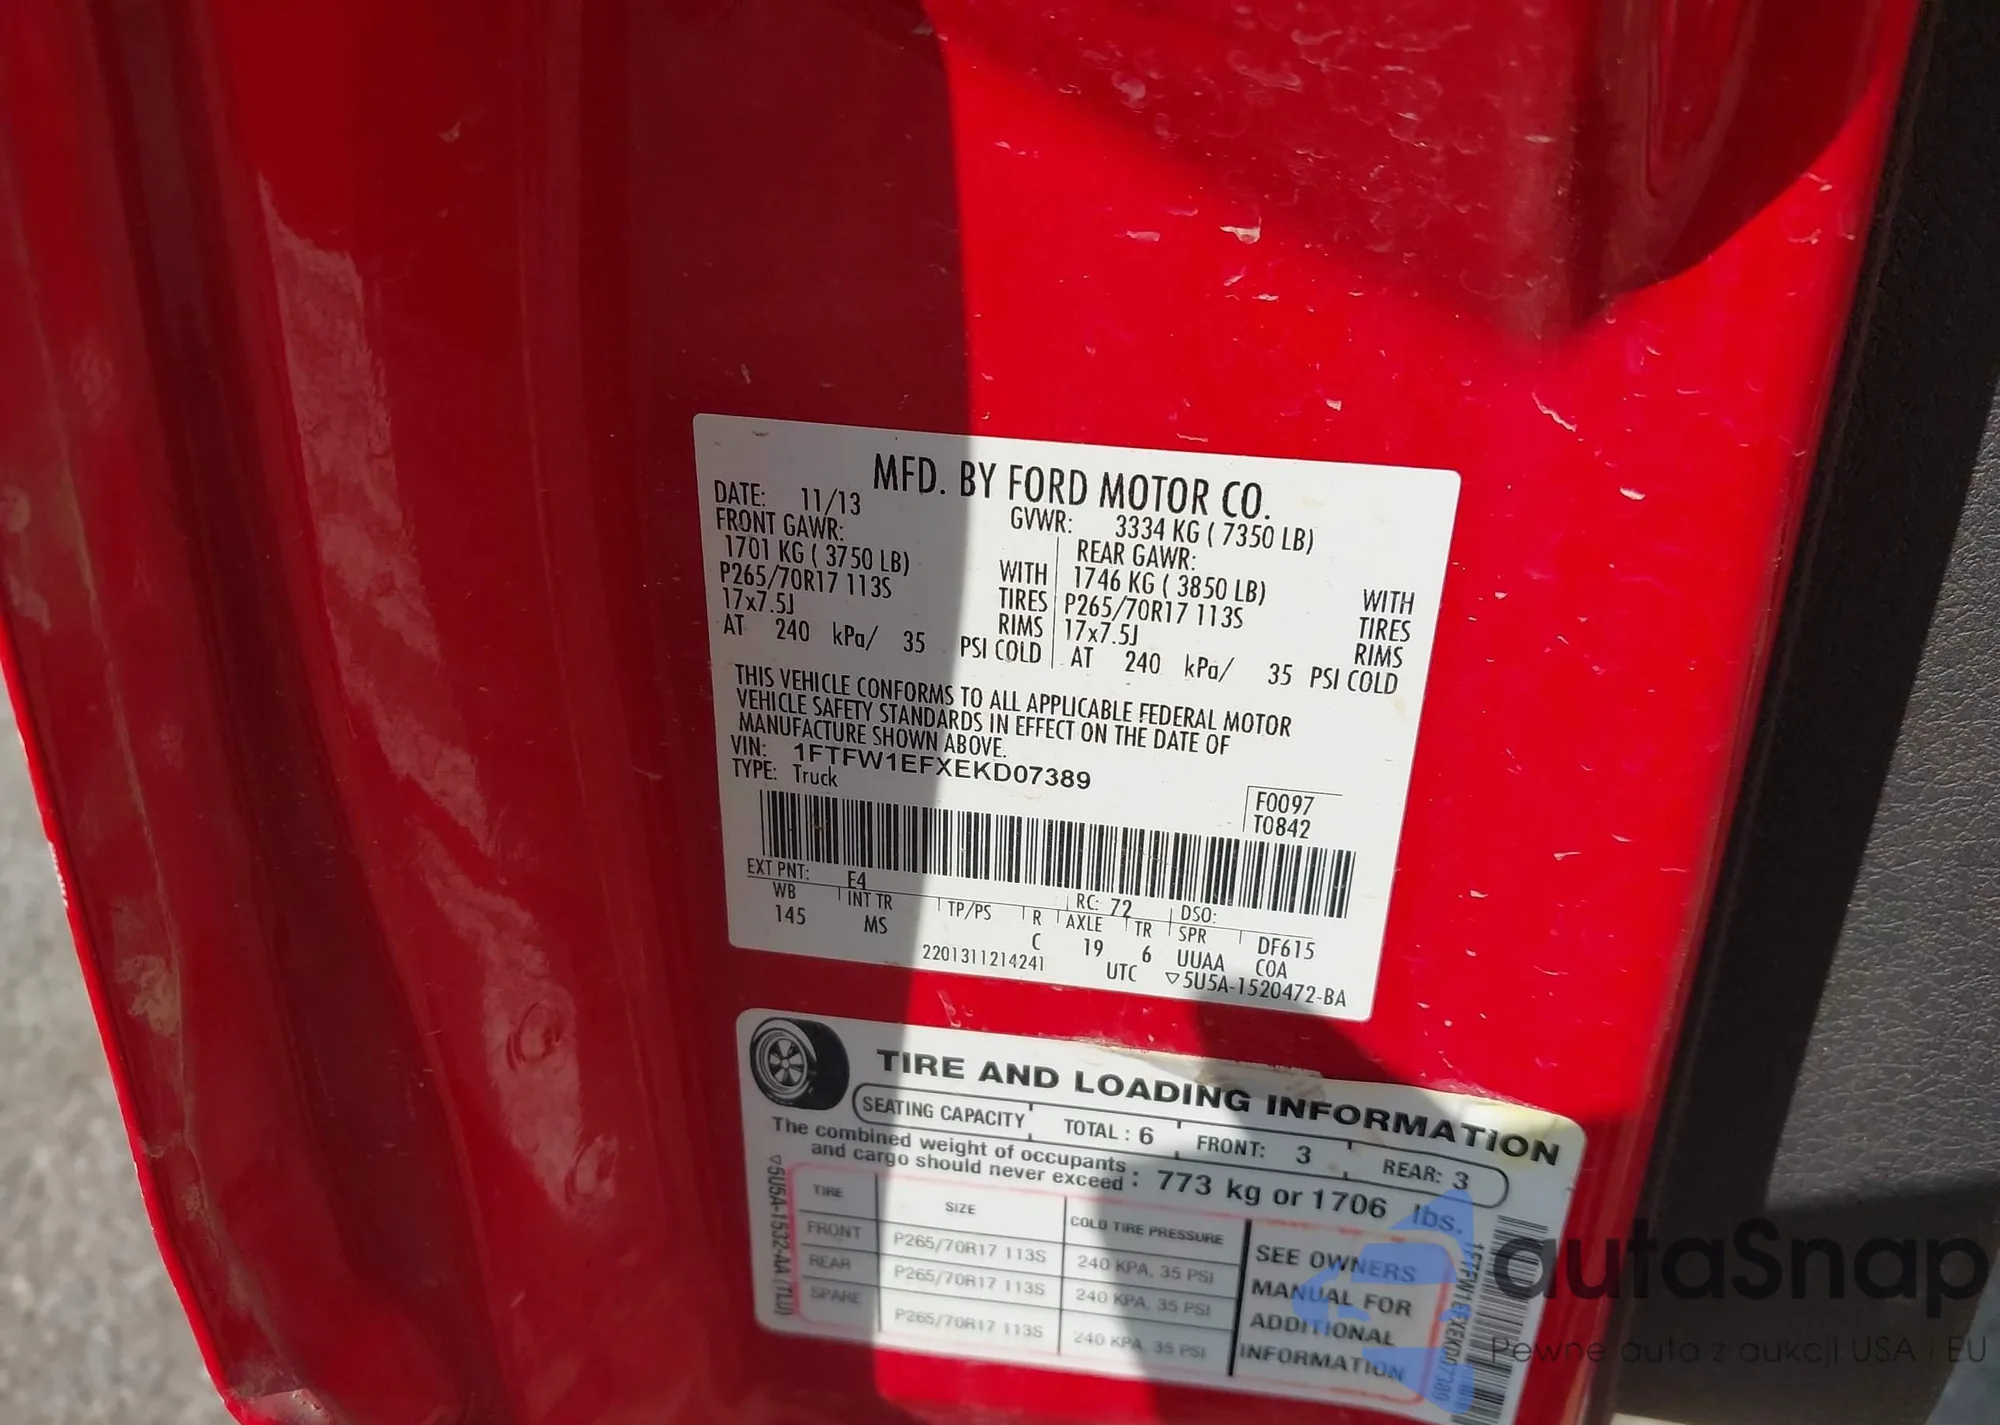 MFD. BY FORD MOTOR CO.
DATE: 11/13 GVWR: 3334 KG ( 7350 LB)
FRONT GAWR: REAR GAWR:
1701 KG ( 3750 LB) WITH 1746 KG ( 3850 LB) WITH
P265/70R17 113S TIRES P265/70R17 113S TIRES
17x7.5J RIMS 17x7.5J RIMS
AT 240 kPa/ 35 PSI COLD AT 240 kPa/ 35 PSI COLD
THIS VEHICLE CONFORMS TO ALL APPLICABLE FEDERAL MOTOR
VEHICLE SAFETY STANDARDS IN EFFECT ON THE DATE OF
MANUFACTURE SHOWN ABOVE.
VIN: 1FTFW1EFXEKD07389
TYPE: Truck
F0097
T0842
EXT PNT: E4 RC: 72 DSO:
WB INT TR TP/PS R AXLE TR SPR DF615
145 MS C 19 6 UUAA COA
2201311214241 UTC ▽5U5A-1520472-BA
TIRE AND LOADING INFORMATION
SEATING CAPACITY TOTAL : 6 FRONT: 3 REAR: 3
The combined weight of occupants
and cargo should never exceed : 773 kg or 1706 lbs.
TIRE SIZE COLD TIRE PRESSURE
FRONT P265/70R17 113S 240 KPA, 35 PSI
REAR P265/70R17 113S 240 KPA, 35 PSI
SPARE P265/70R17 113S 240 KPA, 35 PSI
SEE OWNERS
MANUAL FOR
ADDITIONAL
INFORMATION
▽5U5A-1532-AA (TLU)
1FTFW1EFXEKD07389
autaSnap
Pewne auta z aukcji USA i EU